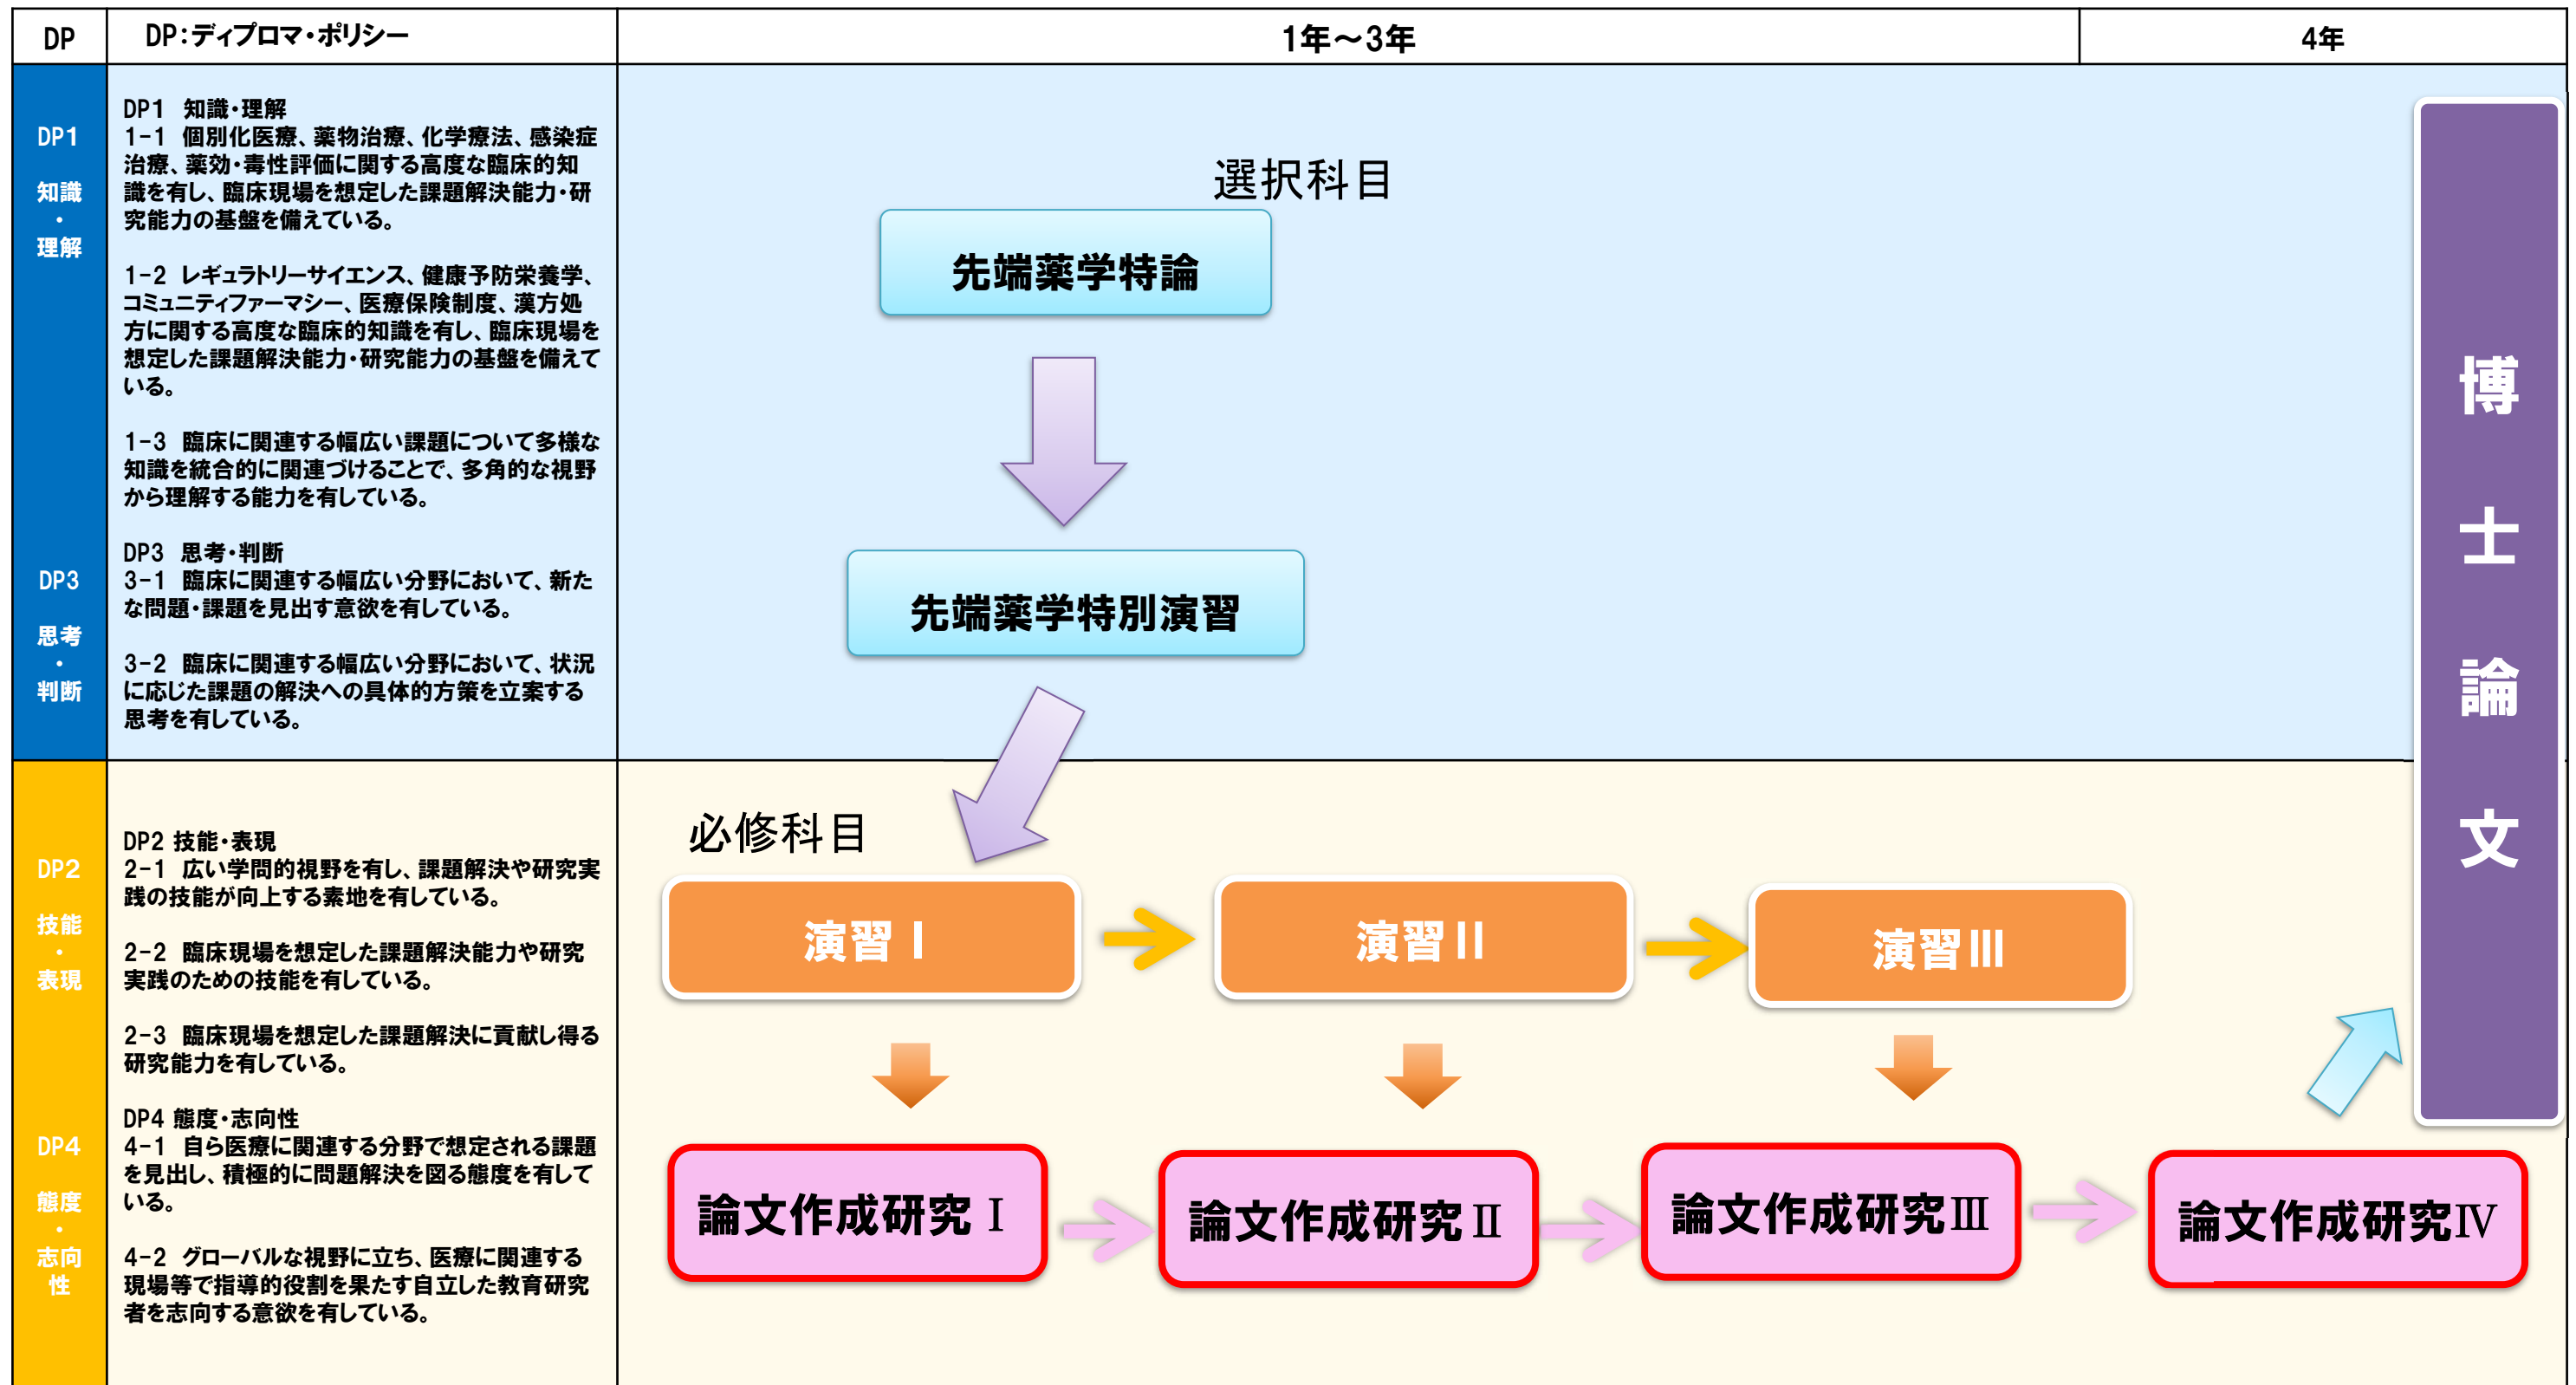 DP
DP:ディプロマ・ポリシー
1年～3年
4年
DP1
知識
・
理解
DP3
思考
・
判断
DP1 知識・理解
1-1 個別化医療、薬物治療、化学療法、感染症
治療、薬効・毒性評価に関する高度な臨床的知
識を有し、臨床現場を想定した課題解決能力・研
究能力の基盤を備えている。
1-2 レギュラトリーサイエンス、健康予防栄養学、
コミュニティファーマシー、医療保険制度、漢方処
方に関する高度な臨床的知識を有し、臨床現場を
想定した課題解決能力・研究能力の基盤を備えて
いる。
1-3 臨床に関連する幅広い課題について多様な
知識を統合的に関連づけることで、多角的な視野
から理解する能力を有している。
DP3 思考・判断
3-1 臨床に関連する幅広い分野において、新た
な問題・課題を見出す意欲を有している。
3-2 臨床に関連する幅広い分野において、状況
に応じた課題の解決への具体的方策を立案する
思考を有している。
選択科目
先端薬学特論
先端薬学特別演習
博
士
論
文
DP2
技能
・
表現
DP4
態度
・
志向
性
DP2 技能・表現
2-1 広い学問的視野を有し、課題解決や研究実
践の技能が向上する素地を有している。
2-2 臨床現場を想定した課題解決能力や研究
実践のための技能を有している。
2-3 臨床現場を想定した課題解決に貢献し得る
研究能力を有している。
DP4 態度・志向性
4-1 自ら医療に関連する分野で想定される課題
を見出し、積極的に問題解決を図る態度を有して
いる。
4-2 グローバルな視野に立ち、医療に関連する
現場等で指導的役割を果たす自立した教育研究
者を志向する意欲を有している。
必修科目
演習Ⅰ
演習Ⅱ
演習Ⅲ
論文作成研究Ⅰ
論文作成研究Ⅱ
論文作成研究Ⅲ
論文作成研究Ⅳ